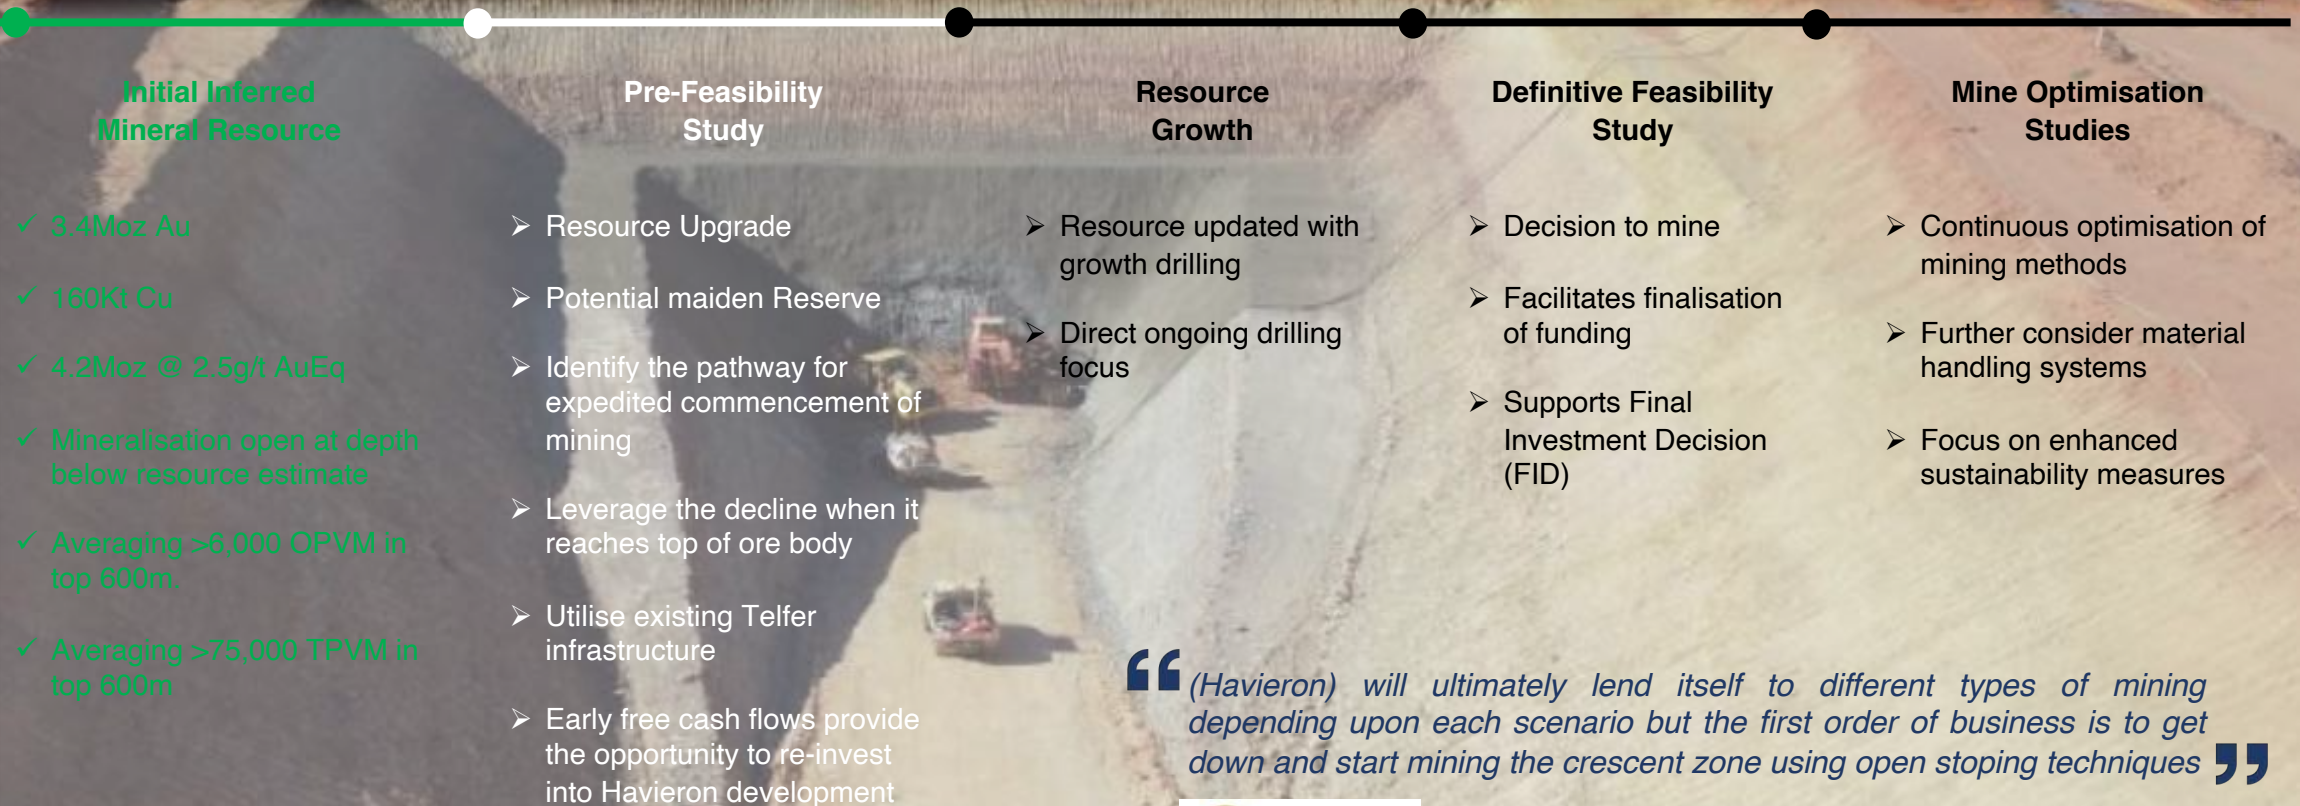 Initial Inferred
Mineral Resource
✓ 3.4Moz Au
✓ 160Kt Cu
✓ 4.2Moz @ 2.5g/t AuEq
✓ Mineralisation open at depth
below resource estimate
✓ Averaging >6,000 OPVM in
top 600m.
✓ Averaging >75,000 TPVM in
top 600m
Pre-Feasibility
Study
➢ Resource Upgrade
➢ Potential maiden Reserve
➢ Identify the pathway for
expedited commencement of
mining
➢ Leverage the decline when it
reaches top of ore body
➢ Utilise existing Telfer
infrastructure
➢ Early free cash flows provide
the opportunity to re-invest
into Havieron development
Resource
Growth
➢ Resource updated with
growth drilling
➢ Direct ongoing drilling
focus
Definitive Feasibility
Study
➢ Decision to mine
➢ Facilitates finalisation
of funding
➢ Supports Final
Investment Decision
(FID)
Mine Optimisation
Studies
➢ Continuous optimisation of
mining methods
➢ Further consider material
handling systems
➢ Focus on enhanced
sustainability measures
“(Havieron) will ultimately lend itself to different types of mining
depending upon each scenario but the first order of business is to get
down and start mining the crescent zone using open stoping techniques”